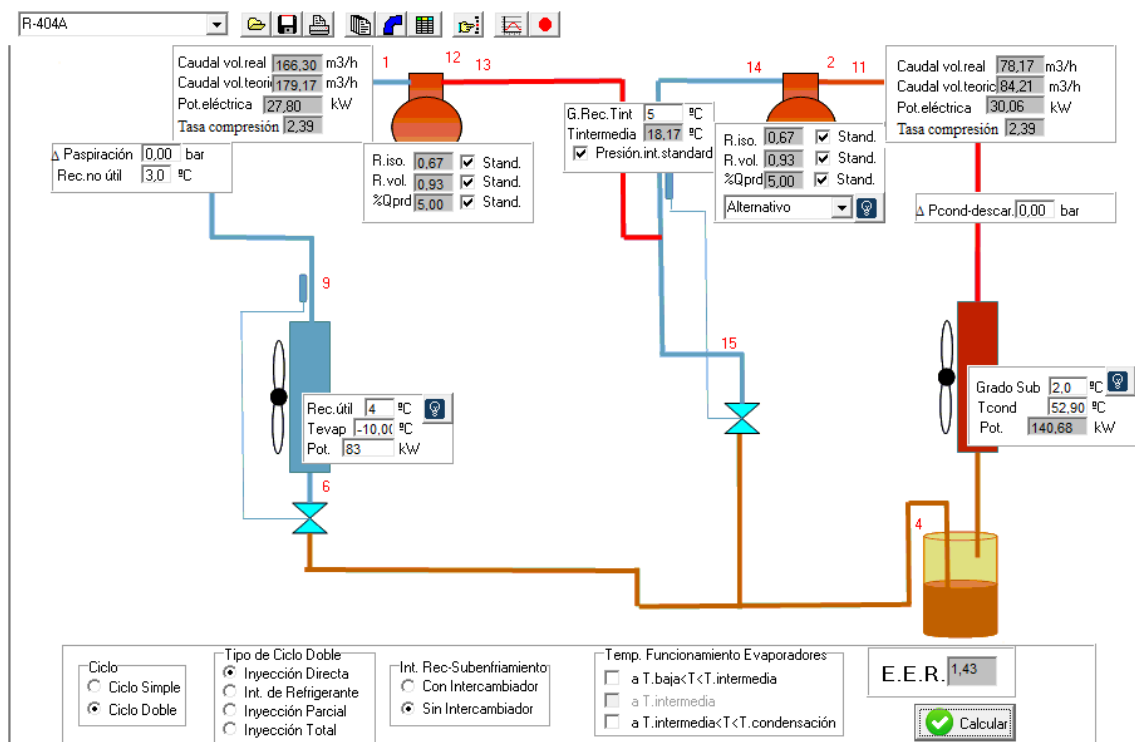 R-404A
Caudal vol.real 166,30 m3/h
Caudal vol.teori 179,17 m3/h
Pot.eléctrica 27,80 kW
Tasa compresión 2,39
1
12
13
14
2
11
Caudal vol.real 78,17 m3/h
Caudal vol.teoric 84,21 m3/h
Pot.eléctrica 30,06 kW
Tasa compresión 2,39
G.Rec.Tint 5 ºC
Tintermedia 18,17 ºC
Presión.int.standard
R.iso. 0,67 Stand.
R.vol. 0,93 Stand.
%Qprd 5,00 Stand.
Alternativo
Δ Paspiración 0,00 bar
Rec.no útil 3,0 ºC
R.iso. 0,67 Stand.
R.vol. 0,93 Stand.
%Qprd 5,00 Stand.
Δ Pcond-descar. 0,00 bar
9
15
Rec.útil 4 ºC
Tevap -10,00 ºC
Pot. 83 kW
Grado Sub 2,0 ºC
Tcond 52,90 ºC
Pot. 140,68 kW
6
4
Ciclo
Ciclo Simple
Ciclo Doble
Tipo de Ciclo Doble
Inyección Directa
Int. de Refrigerante
Inyección Parcial
Inyección Total
Int. Rec-Subenfriamiento
Con Intercambiador
Sin Intercambiador
Temp. Funcionamiento Evaporadores
a T.baja<T<T.intermedia
a T.intermedia
a T.intermedia<T<T.condensación
E.E.R. 1,43
Calcular